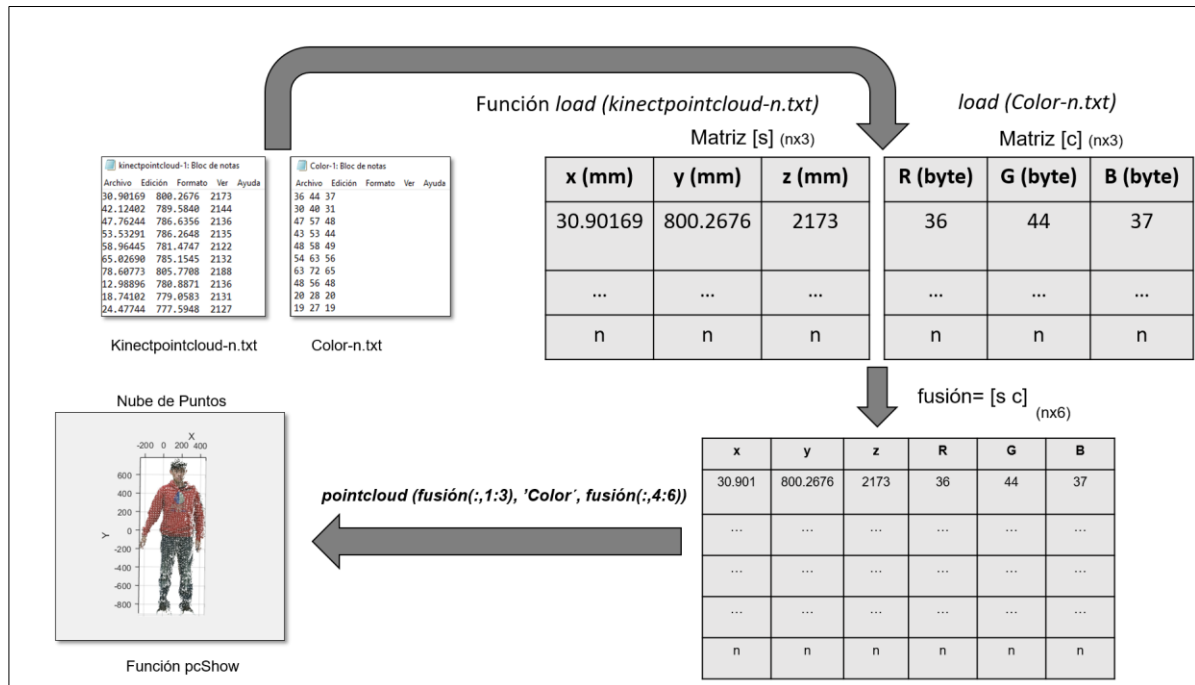 Función load (kinectpointcloud-n.txt)
load (Color-n.txt)
Matriz [s] (nx3)
Matriz [c] (nx3)
kinectpointcloud-1: Bloc de notas
Archivo Edición Formato Ver Ayuda
30.90169 800.2676 2173
42.12402 789.5840 2144
47.76244 786.6356 2136
53.53291 786.2648 2135
58.96445 781.4747 2122
65.02690 785.1545 2132
78.60773 805.7708 2188
12.98896 780.8871 2136
18.74102 779.0583 2131
24.47744 777.5948 2127
Kinectpointcloud-n.txt
Color-1: Bloc de notas
Archivo Edición Formato Ver Ayuda
36 44 37
30 40 31
47 57 48
43 53 44
48 58 49
54 63 56
63 72 65
48 56 48
20 28 20
19 27 19
Color-n.txt
x (mm) y (mm) z (mm)
30.90169 800.2676 2173
... ... ...
n n n
R (byte) G (byte) B (byte)
36 44 37
... ... ...
n n n
fusión= [s c] (nx6)
x y z R G B
30.901 800.2676 2173 36 44 37
... ... ... ... ... ...
... ... ... ... ... ...
... ... ... ... ... ...
n n n n n n
pointcloud (fusión(:,1:3), ’Color´, fusión(:,4:6))
Nube de Puntos
X
-200 0 200 400
600
400
200
0
-200
-400
-600
-800
Y
Función pcShow